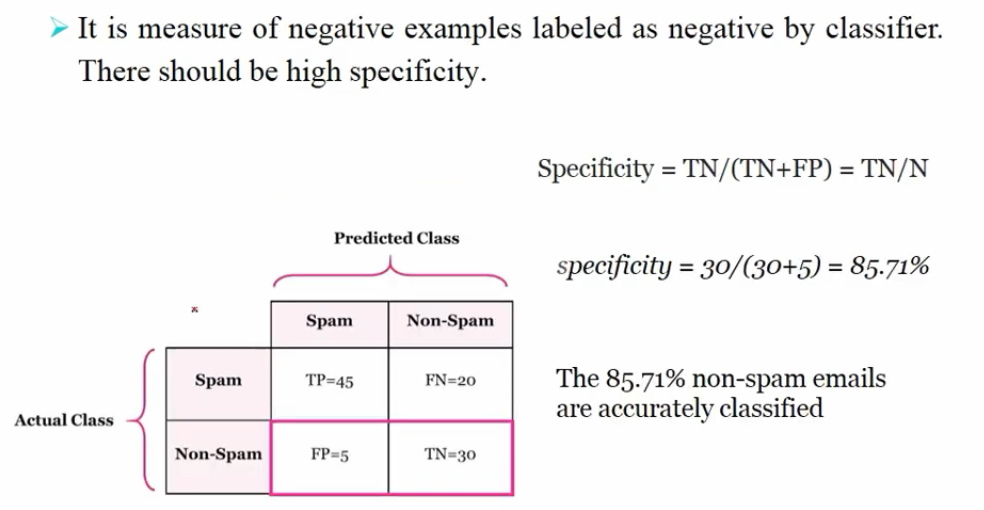 It is measure of negative examples labeled as negative by classifier.
There should be high specificity.
Specificity = TN/(TN+FP) = TN/N
specificity = 30/(30+5) = 85.71%
The 85.71% non-spam emails
are accurately classified
Predicted Class
Spam Non-Spam
Spam TP=45 FN=20
Actual Class
Non-Spam FP=5 TN=30